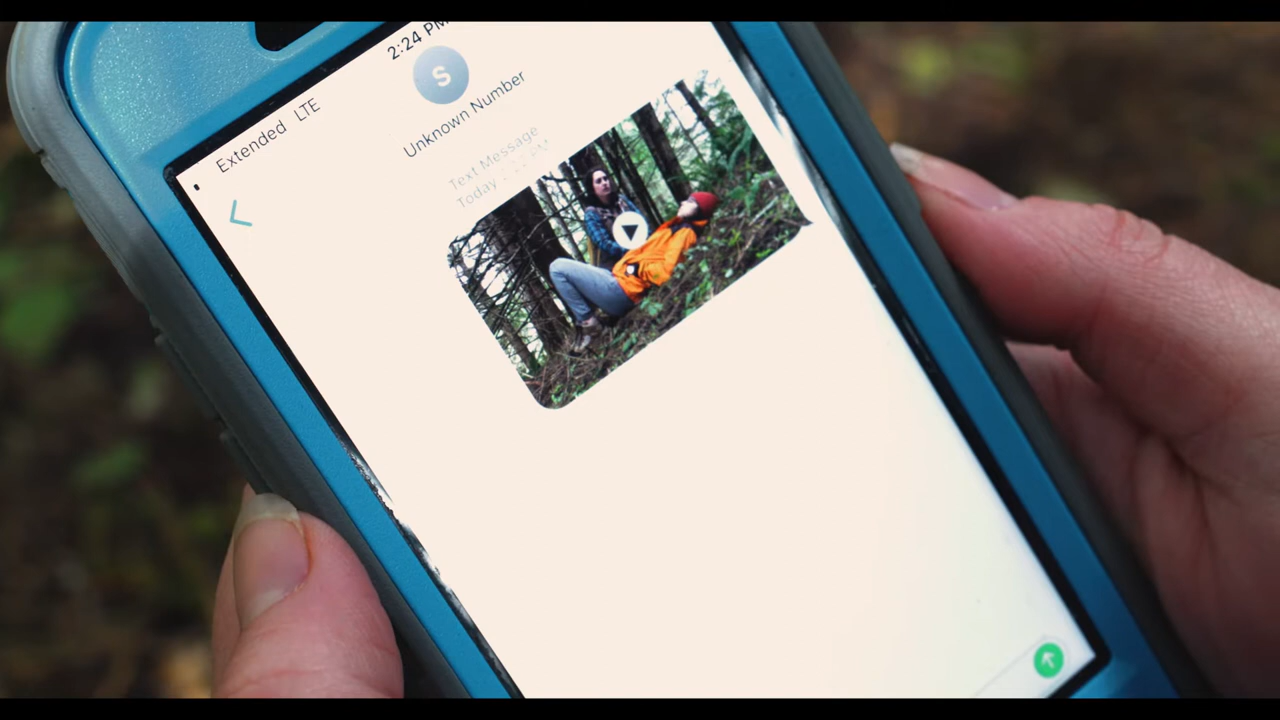 2:24 PM
Extended LTE
S
Unknown Number
Text Message
Today